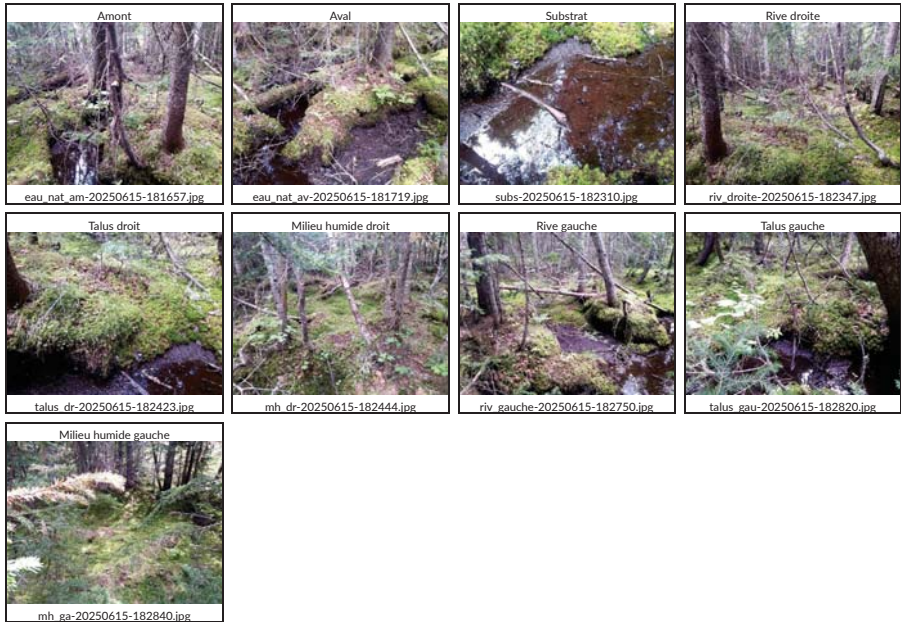 Amont
Aval
Substrat
Rive droite
eau_nat_am-20250615-181657.jpg
eau_nat_av-20250615-181719.jpg
subs-20250615-182310.jpg
riv_droite-20250615-182347.jpg
Talus droit
Milieu humide droit
Rive gauche
Talus gauche
talus_dr-20250615-182423.jpg
mh_dr-20250615-182444.jpg
riv_gauche-20250615-182750.jpg
talus_gau-20250615-182820.jpg
Milieu humide gauche
mh_ga-20250615-182840.jpg